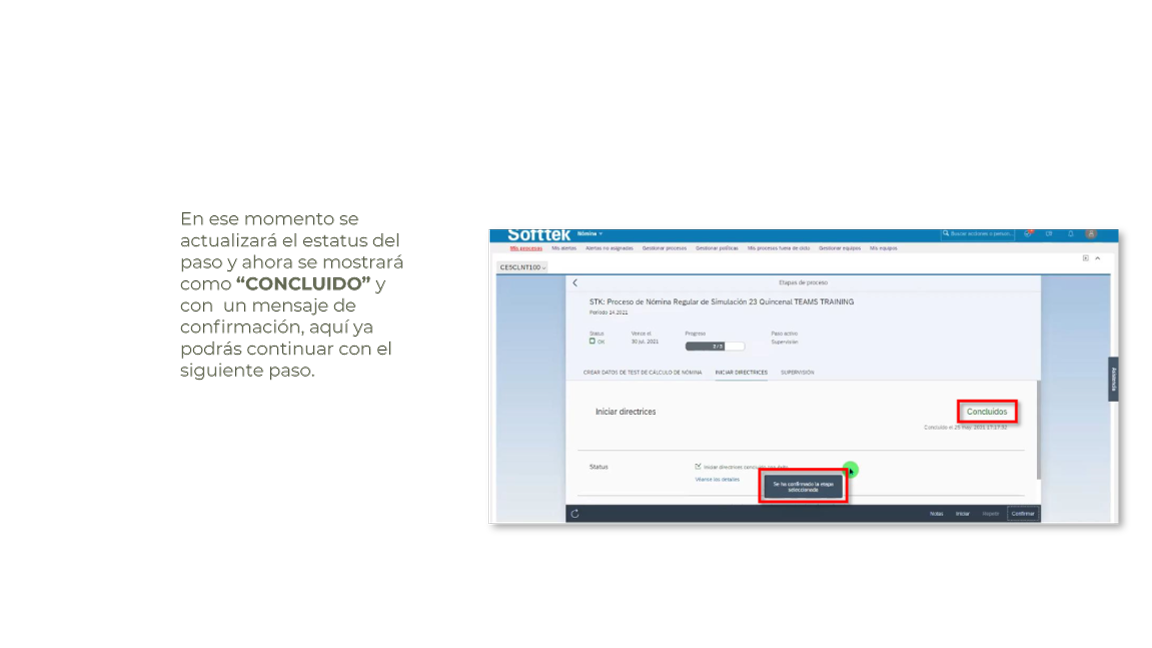 En ese momento se
actualizará el estatus del
paso y ahora se mostrará
como “CONCLUIDO” y
con un mensaje de
confirmación, aquí ya
podrás continuar con el
siguiente paso.
Softtek Nómina
Buscar acciones o person...
Mis procesos Mis alertas Alertas no asignadas Gestionar procesos Gestionar políticas Mis procesos fuera de ciclo Gestionar equipos Mis equipos
CESCLNT100
Etapas de proceso
STK: Proceso de Nómina Regular de Simulación 23 Quincenal TEAMS TRAINING
Período 14.2021
Status Vence el Progreso Paso activo
OK 30 jul. 2021 2 / 3 Supervisión
CREAR DATOS DE TEST DE CÁLCULO DE NÓMINA INICIAR DIRECTRICES SUPERVISIÓN
Iniciar directrices Concluidos
Concluido el 25 may. 2021 17:17:32
Status Iniciar directrices concluido con éxito
Véanse los detalles
Se ha confirmado la etapa
seleccionada
Notas Iniciar Repetir Confirmar
Asistencia